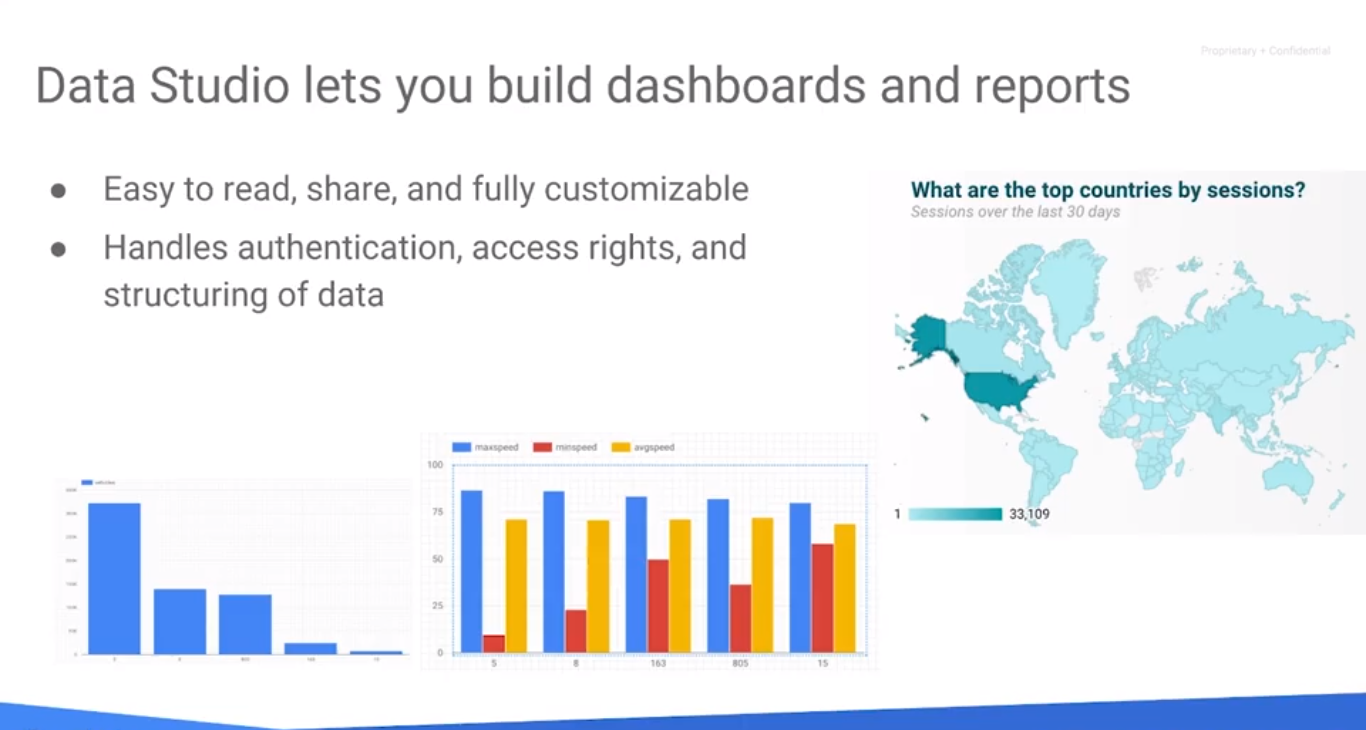 Proprietary + Confidential
Data Studio lets you build dashboards and reports
● Easy to read, share, and fully customizable
● Handles authentication, access rights, and
structuring of data
What are the top countries by sessions?
Sessions over the last 30 days
1 33,109
maxspeed minspeed avgspeed
100
75
50
25
0
5 8 163 805 15